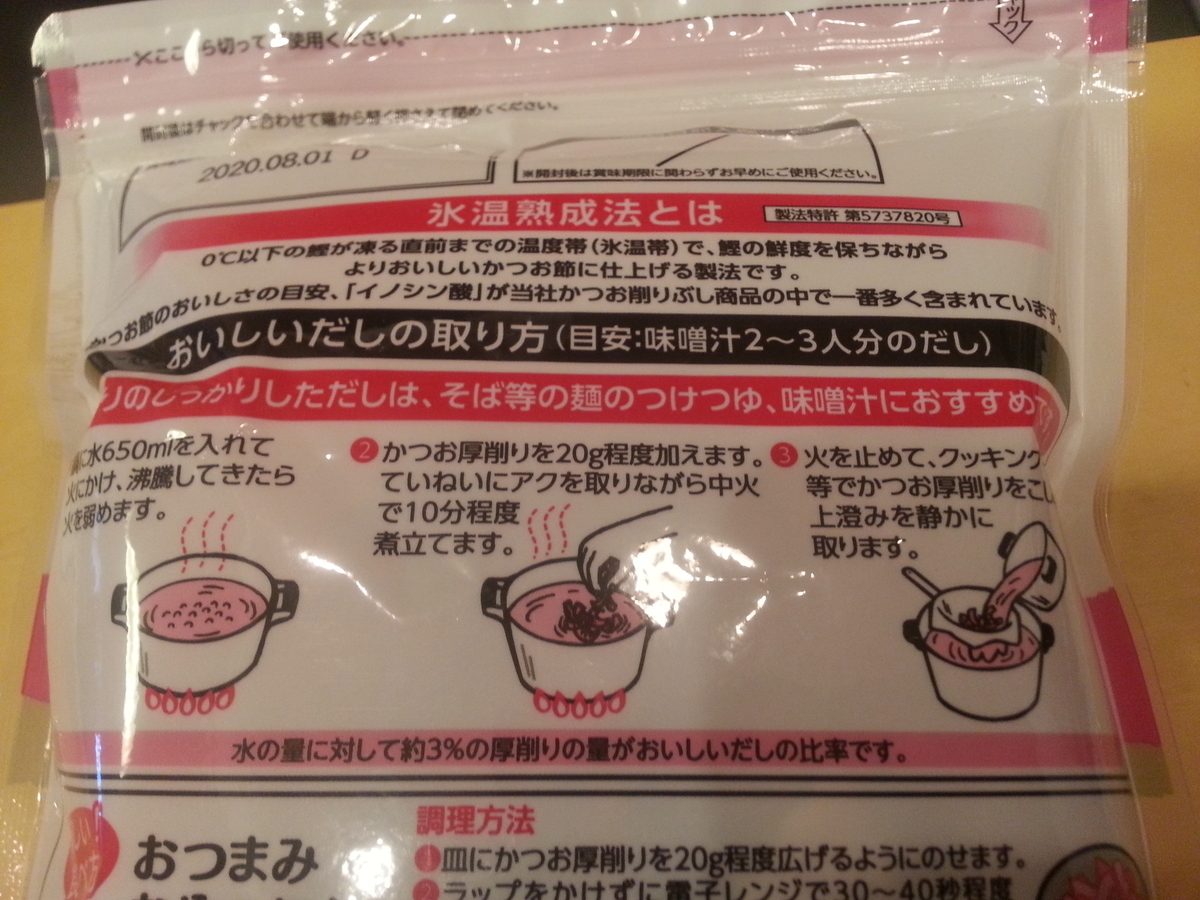 ここから切ってご使用ください。
開封後はチャックを合わせて端から軽く押さえて閉めてください。
2020.08.01 D
※開封後は賞味期限に関わらずお早めにご使用ください。
氷温熟成法とは
製法特許 第5737820号
0℃以下の鰹が凍る直前までの温度帯(氷温帯)で、鰹の鮮度を保ちながら
よりおいしいかつお節に仕上げる製法です。
かつお節のおいしさの目安、「イノシン酸」が当社かつお削りぶし商品の中で一番多く含まれています。
おいしいだしの取り方(目安:味噌汁2〜3人分のだし)
りのしっかりしただしは、そば等の麺のつけつゆ、味噌汁におすすめです
に水650mlを入れて
火にかけ、沸騰してきたら
火を弱めます。
❷ かつお厚削りを20g程度加えます。
ていねいにアクを取りながら中火
で10分程度
煮立てます。
❸ 火を止めて、クッキング
等でかつお厚削りをこし
上澄みを静かに
取ります。
水の量に対して約3%の厚削りの量がおいしいだしの比率です。
おつまみ
調理方法
❶皿にかつお厚削りを20g程度広げるようにのせます。
❷ラップをかけずに電子レンジで30〜40秒程度